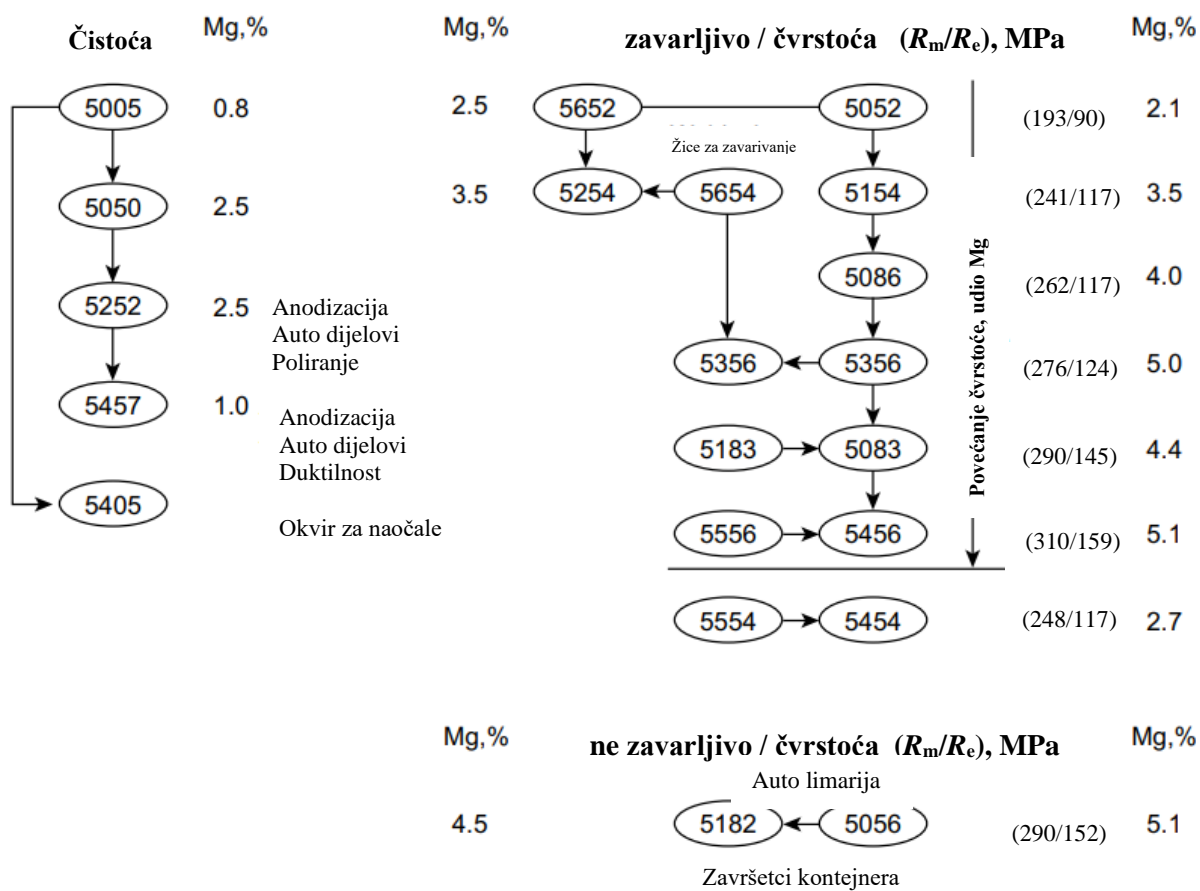 Čistoća Mg,% Mg,% zavarljivo / čvrstoća (Rm/Re), MPa Mg,%
5005 0.8 2.5 5652 5052 (193/90) 2.1
Žice za zavarivanje
5050 2.5 3.5 5254 5654 5154 (241/117) 3.5
5086 (262/117) 4.0
5252 2.5 Anodizacija
Auto dijelovi
Poliranje
5356 5356 (276/124) 5.0
5457 1.0 Anodizacija
Auto dijelovi
Duktilnost
5183 5083 (290/145) 4.4
5405
Okvir za naočale
5556 5456 (310/159) 5.1
Povećanje čvrstoće, udio Mg
5554 5454 (248/117) 2.7
Mg,% ne zavarljivo / čvrstoća (Rm/Re), MPa Mg,%
Auto limarija
4.5 5182 5056 (290/152) 5.1
Završetci kontejnera